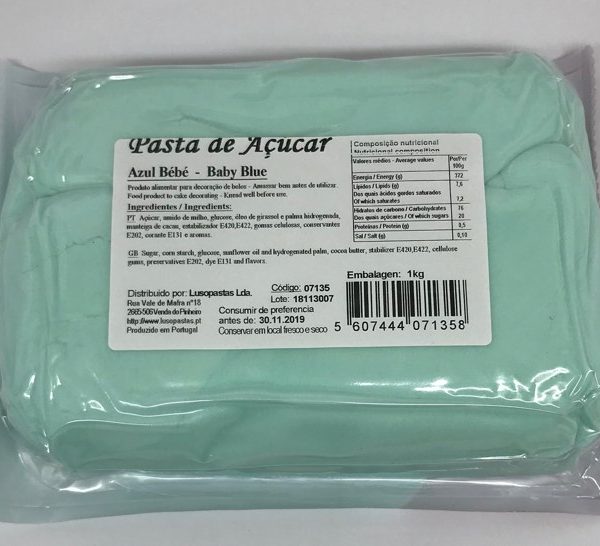 Pasta de Açúcar
Azul Bébé - Baby Blue
Produto alimentar para decoração de bolos - Amassar bem antes de utilizar.
Food product to cake decorating - Knead well before use.
Ingredientes / Ingredients:
PT Açúcar, amido de milho, glucose, óleo de girassol e palma hidrogenada,
manteiga de cacau, estabilizador E420,E422, gomas celulosas, conservantes
E202, corante E131 e aromas.
GB Sugar, corn starch, glucose, sunflower oil and hydrogenated palm, cocoa butter, stabilizer E420,E422, cellulose
gums, preservatives E202, dye E131 and flavors.
Composição nutricional
Nutricional composition
Valores médios - Average values Per/Per 100g
Energia / Energy (g) 372
Lípidos / Lípids (g) 7,6
Dos quais ácidos gordos saturados
Of which saturates 7,2
Hidratos de carbono / Carbohydrates 76
Dos quais açúcares / Of which sugars 20
Proteínas / Protein (g) 0,5
Sal / Salt (g) 0,10
Distribuido por: Lusopastas Lda.
Rua Vale de Mafra nº18
2665-506 Venda do Pinheiro
http://www.lusopastas.pt
Produzido em Portugal
Código: 07135
Lote: 18113007
Consumir de preferencia
antes de: 30.11.2019
Conservar em local fresco e seco
Embalagem: 1kg
5 607444 071358